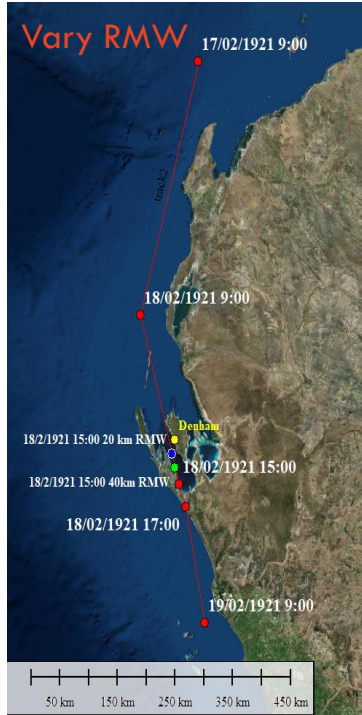 Vary RMW
17/02/1921 9:00
track2
18/02/1921 9:00
Denham
18/2/1921 15:00 20 km RMW
18/02/1921 15:00
18/2/1921 15:00 40km RMW
18/02/1921 17:00
19/02/1921 9:00
50 km 150 km 250 km 350 km 450 km